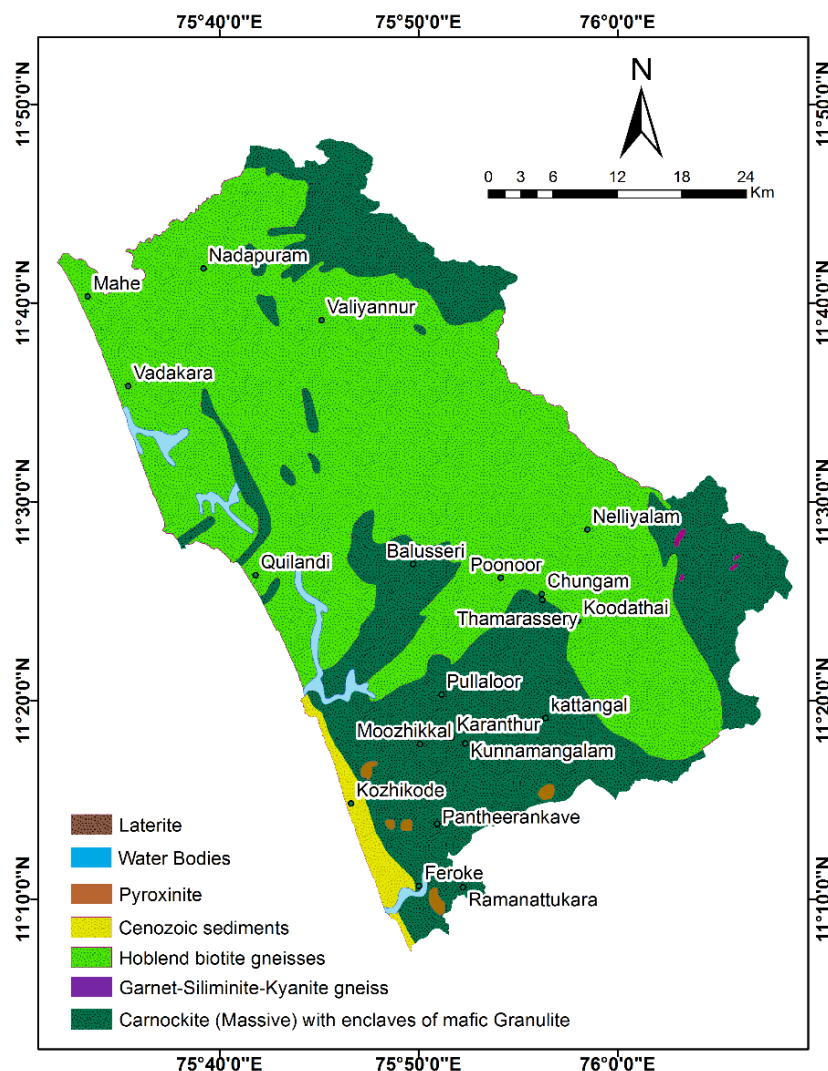 75°40'0"E 75°50'0"E 76°0'0"E
11°50'0"N 11°50'0"N
N
0 3 6 12 18 24
Km
Nadapuram
Mahe
11°40'0"N 11°40'0"N
Valiyannur
Vadakara
11°30'0"N 11°30'0"N
Nelliyalam
Balusseri
Poonoor
Quilandi
Chungam
Koodathai
Thamarassery
Pullaloor
11°20'0"N 11°20'0"N
kattangal
Karanthur
Moozhikkal
Kunnamangalam
Kozhikode
Pantheerankave
Feroke
11°10'0"N 11°10'0"N
Ramanattukara
Laterite
Water Bodies
Pyroxinite
Cenozoic sediments
Hoblend biotite gneisses
Garnet-Siliminite-Kyanite gneiss
Carnockite (Massive) with enclaves of mafic Granulite
75°40'0"E 75°50'0"E 76°0'0"E